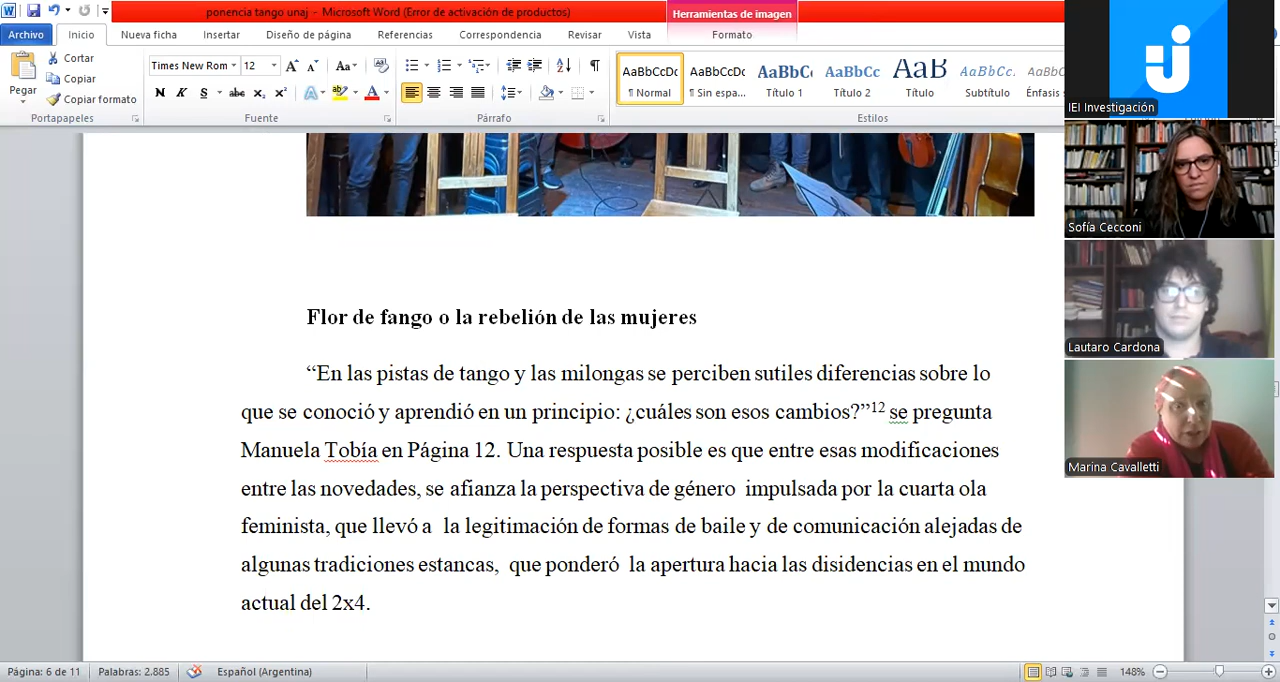 ponencia tango unaj - Microsoft Word (Error de activación de productos)
Herramientas de imagen
Archivo
Inicio
Nueva ficha
Insertar
Diseño de página
Referencias
Correspondencia
Revisar
Vista
Formato
Pegar
Cortar
Copiar
Copiar formato
Portapapeles
Times New Rom
12
Aa
N K S abc x₂ x²
Fuente
Párrafo
AaBbCcDc
¶ Normal
AaBbCcDc
¶ Sin espa...
AaBbC
Título 1
AaBbCc
Título 2
AaB
Título
AaBbCc.
Subtítulo
AaBbCc
Énfasis
Estilos
IEI Investigación
Sofía Cecconi
Lautaro Cardona
Marina Cavalletti
Flor de fango o la rebelión de las mujeres
“En las pistas de tango y las milongas se perciben sutiles diferencias sobre lo
que se conoció y aprendió en un principio: ¿cuáles son esos cambios?”¹² se pregunta
Manuela Tobía en Página 12. Una respuesta posible es que entre esas modificaciones
entre las novedades, se afianza la perspectiva de género  impulsada por la cuarta ola
feminista, que llevó a  la legitimación de formas de baile y de comunicación alejadas de
algunas tradiciones estancas,  que ponderó  la apertura hacia las disidencias en el mundo
actual del 2x4.
Página: 6 de 11
Palabras: 2.885
Español (Argentina)
148%